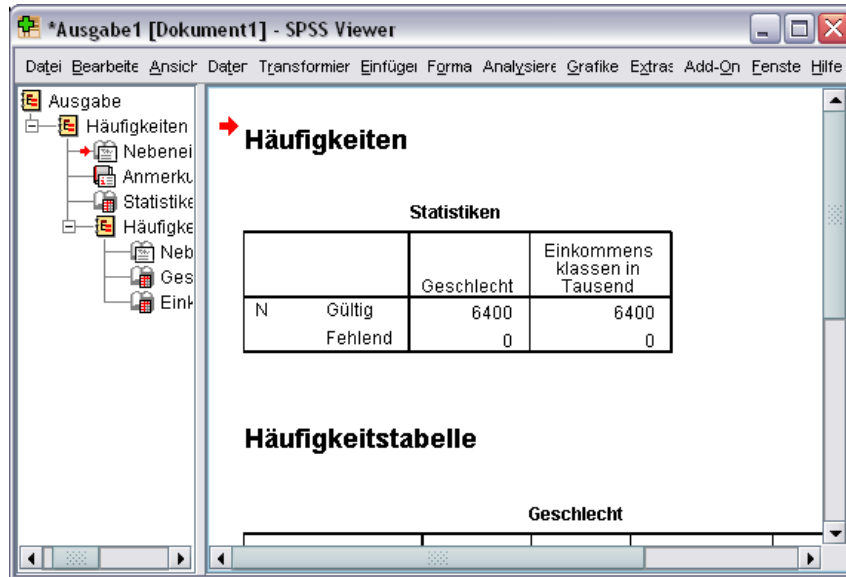 *Ausgabe1 [Dokument1] - SPSS Viewer
Datei Bearbeite Ansich Daten Transformier Einfüger Forma Analysiere Grafike Extras Add-On Fenste Hilfe
Ausgabe
Häufigkeiten
Nebenei
Anmerku
Statistike
Häufigke
Neb
Ges
Eink
Häufigkeiten
Statistiken
Geschlecht Einkommens
klassen in
Tausend
N Gültig 6400 6400
Fehlend 0 0
Häufigkeitstabelle
Geschlecht